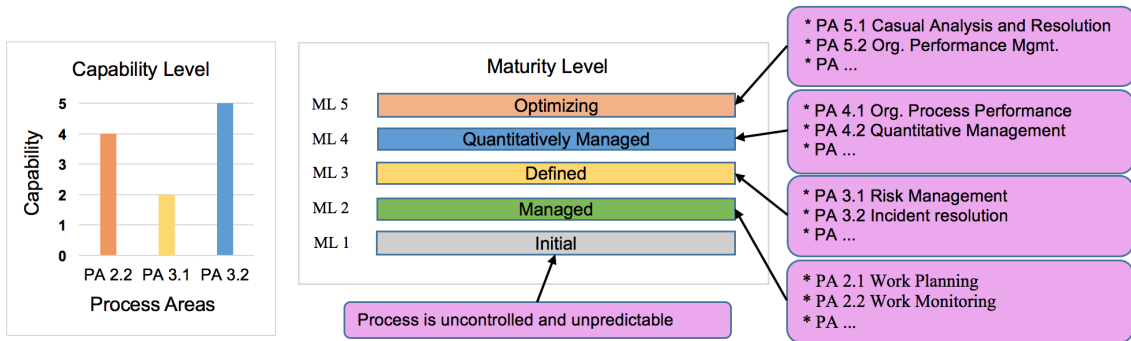 Capability Level
5
4
3
2
1
0
Capability
PA 2.2 PA 3.1 PA 3.2
Process Areas
Maturity Level
ML 5 Optimizing
ML 4 Quantitatively Managed
ML 3 Defined
ML 2 Managed
ML 1 Initial
Process is uncontrolled and unpredictable
* PA 5.1 Casual Analysis and Resolution
* PA 5.2 Org. Performance Mgmt.
* PA ...
* PA 4.1 Org. Process Performance
* PA 4.2 Quantitative Management
* PA ...
* PA 3.1 Risk Management
* PA 3.2 Incident resolution
* PA ...
* PA 2.1 Work Planning
* PA 2.2 Work Monitoring
* PA ...